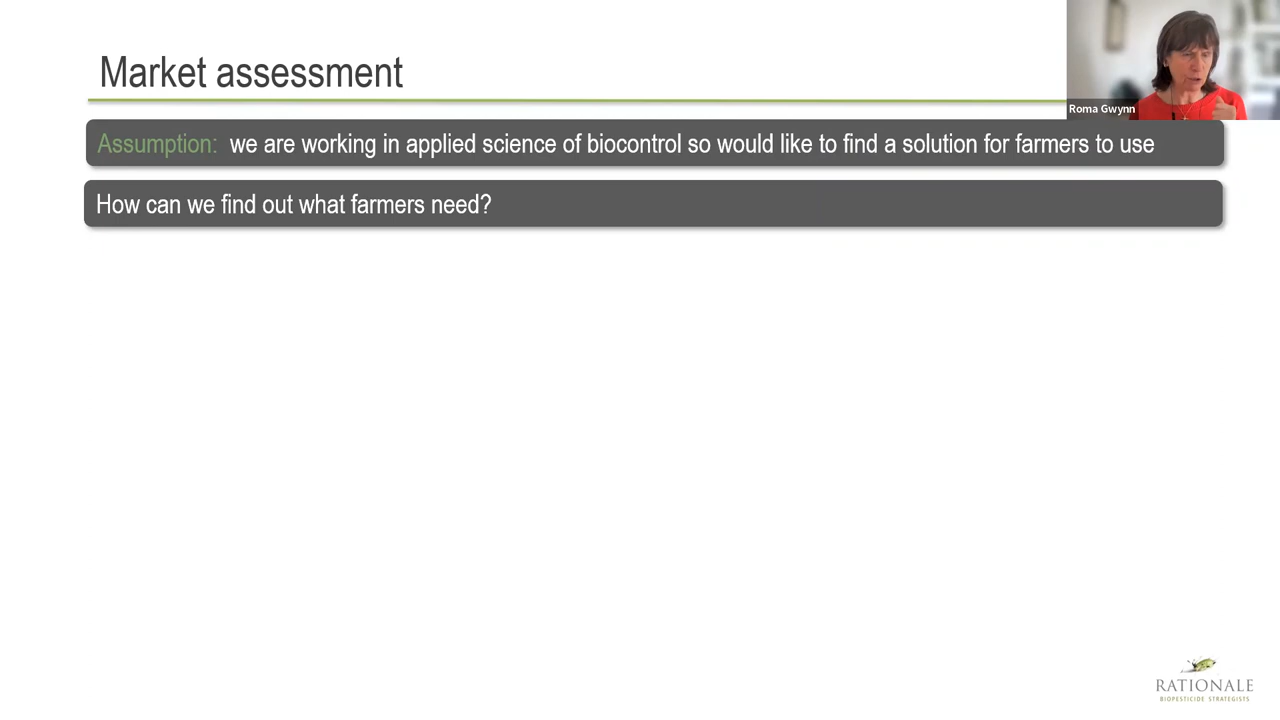 Market assessment
Roma Gwynn
Assumption: we are working in applied science of biocontrol so would like to find a solution for farmers to use
How can we find out what farmers need?
RATIONALE
BIOPESTICIDE STRATEGISTS